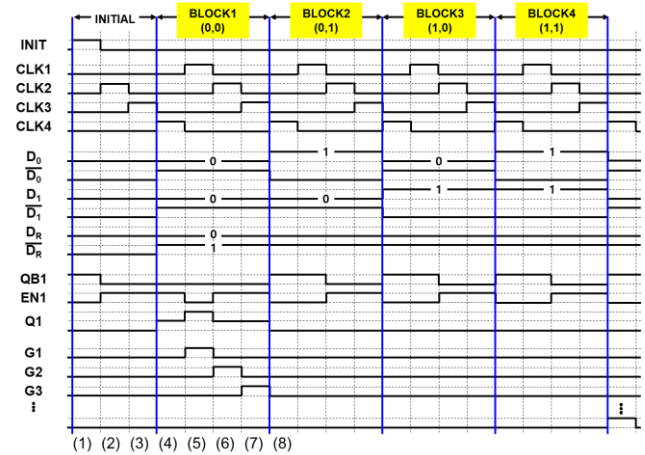 INITIAL BLOCK1 BLOCK2 BLOCK3 BLOCK4
(0,0) (0,1) (1,0) (1,1)
INIT
CLK1
CLK2
CLK3
CLK4
D0 0 1 0 1
D0
D1 0 0 1 1
D1
DR 0
DR 1
QB1
EN1
Q1
G1
G2
G3
⋮ ⋮
(1) (2) (3) (4) (5) (6) (7) (8)